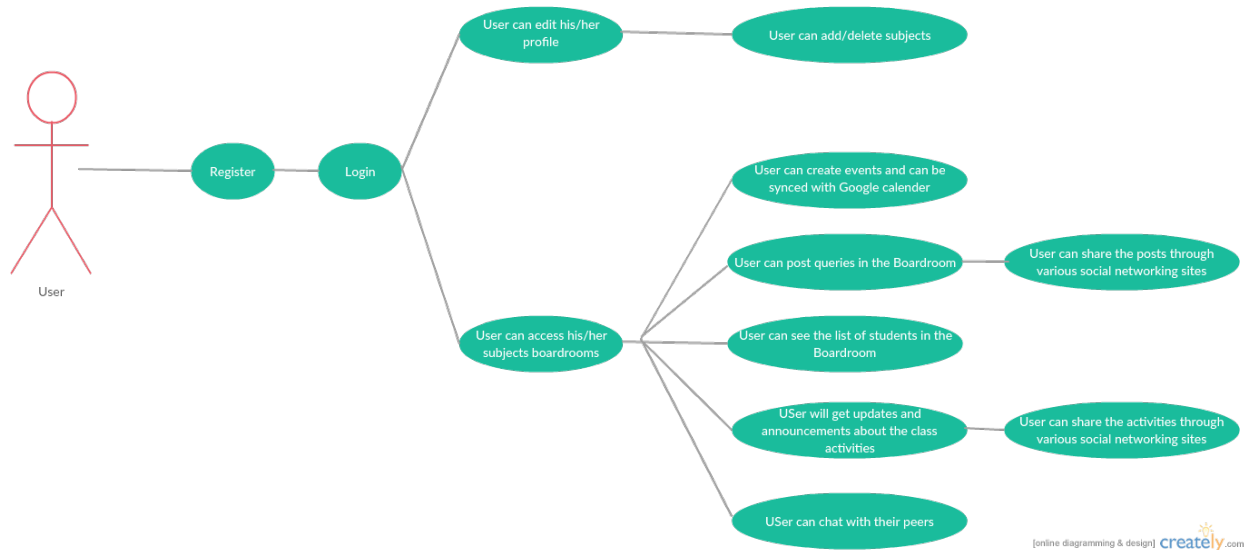 User can edit his/her
profile
User can add/delete subjects
Register
Login
User
User can create events and can be
synced with Google calender
User can post queries in the Boardroom
User can share the posts through
various social networking sites
User can access his/her
subjects boardrooms
User can see the list of students in the
Boardroom
USer will get updates and
announcements about the class
activities
User can share the activities through
various social networking sites
USer can chat with their peers
[online diagramming & design] creately.com